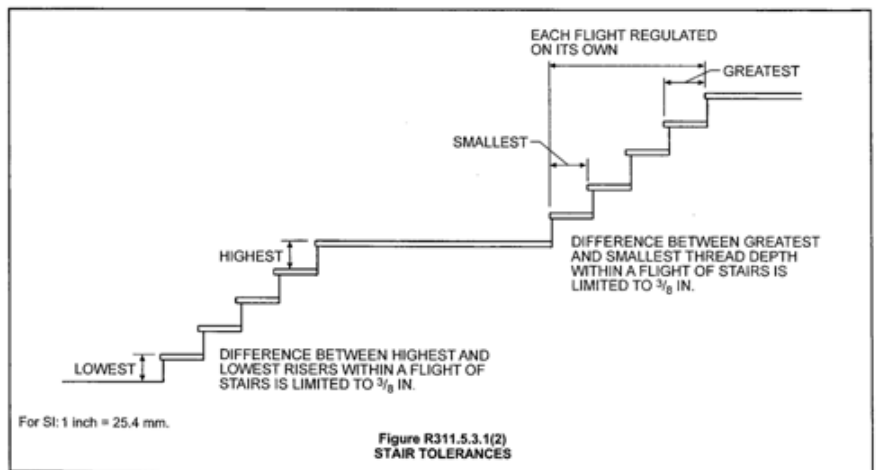 EACH FLIGHT REGULATED
ON ITS OWN
GREATEST
SMALLEST
HIGHEST
DIFFERENCE BETWEEN GREATEST
AND SMALLEST THREAD DEPTH
WITHIN A FLIGHT OF STAIRS IS
LIMITED TO 3/8 IN.
LOWEST
DIFFERENCE BETWEEN HIGHEST AND
LOWEST RISERS WITHIN A FLIGHT OF
STAIRS IS LIMITED TO 3/8 IN.
For SI: 1 inch = 25.4 mm.
Figure R311.5.3.1(2)
STAIR TOLERANCES